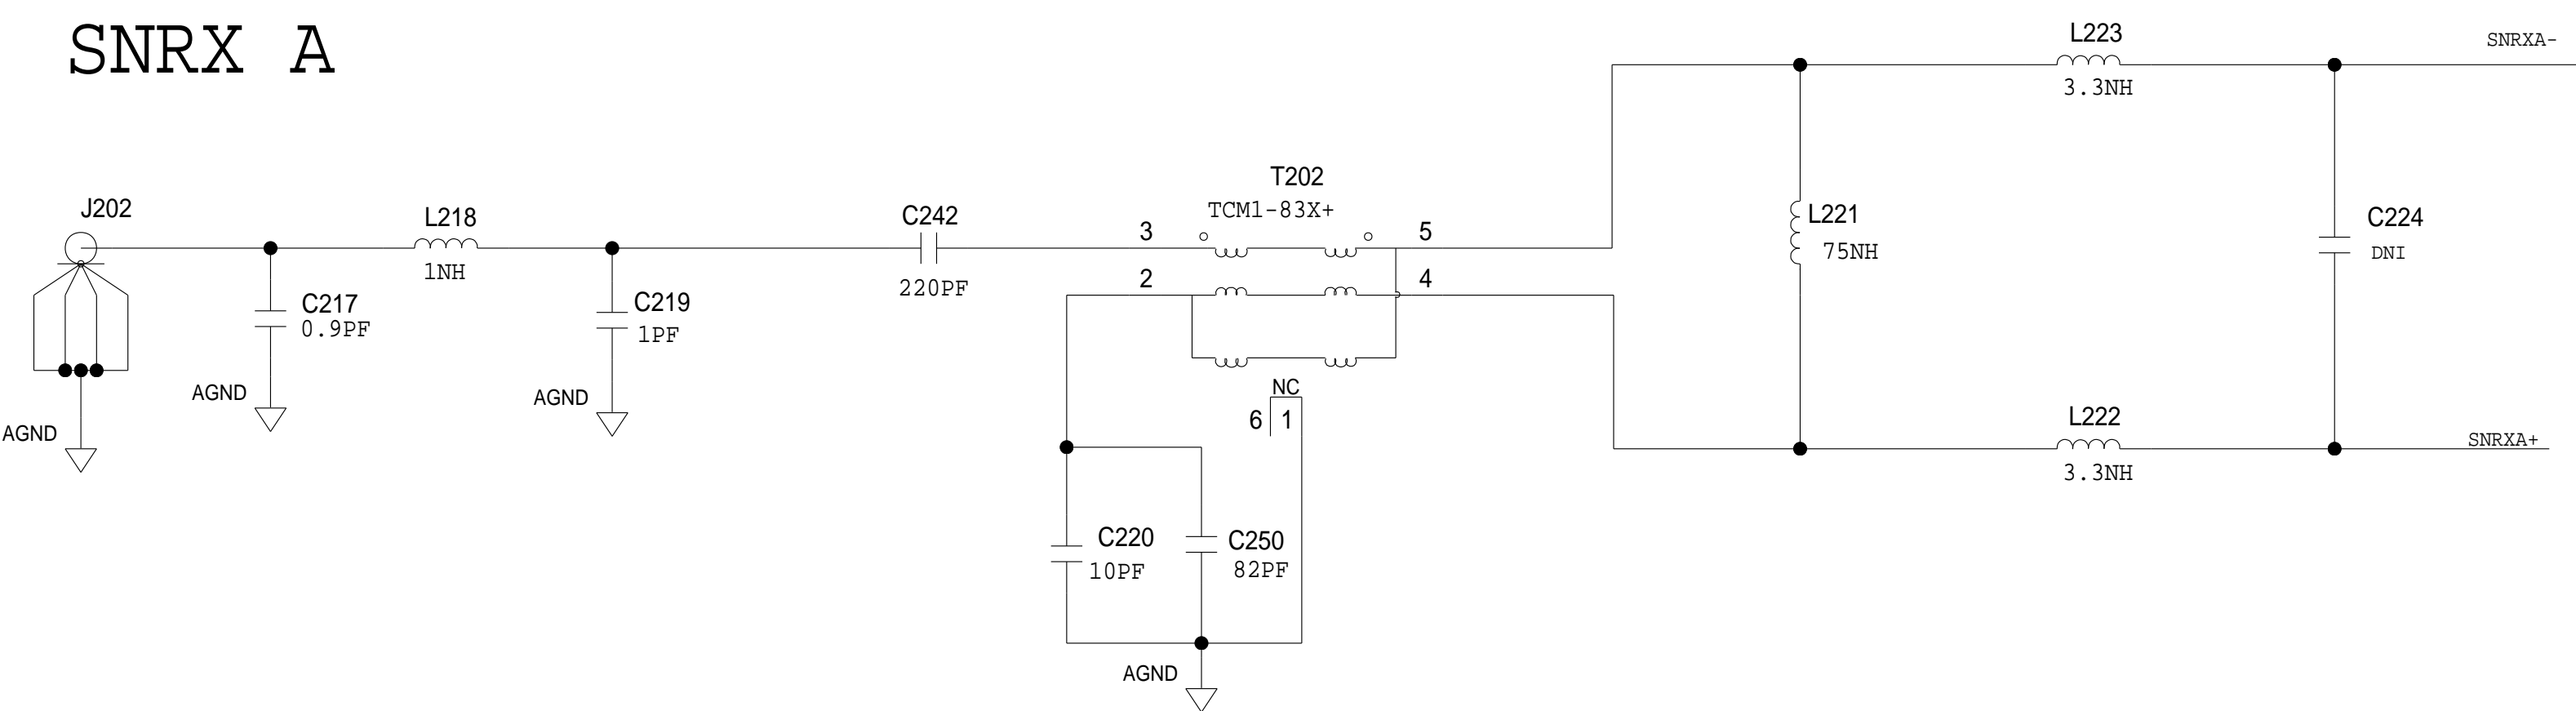 SNRX A
L223
SNRXA-
3.3NH
T202
TCM1-83X+
J202
L218
C242
3
5
L221
C224
1NH
220PF
2
4
75NH
DNI
C217
0.9PF
C219
1PF
AGND
AGND
NC
6
1
L222
SNRXA+
AGND
3.3NH
C220
10PF
C250
82PF
AGND